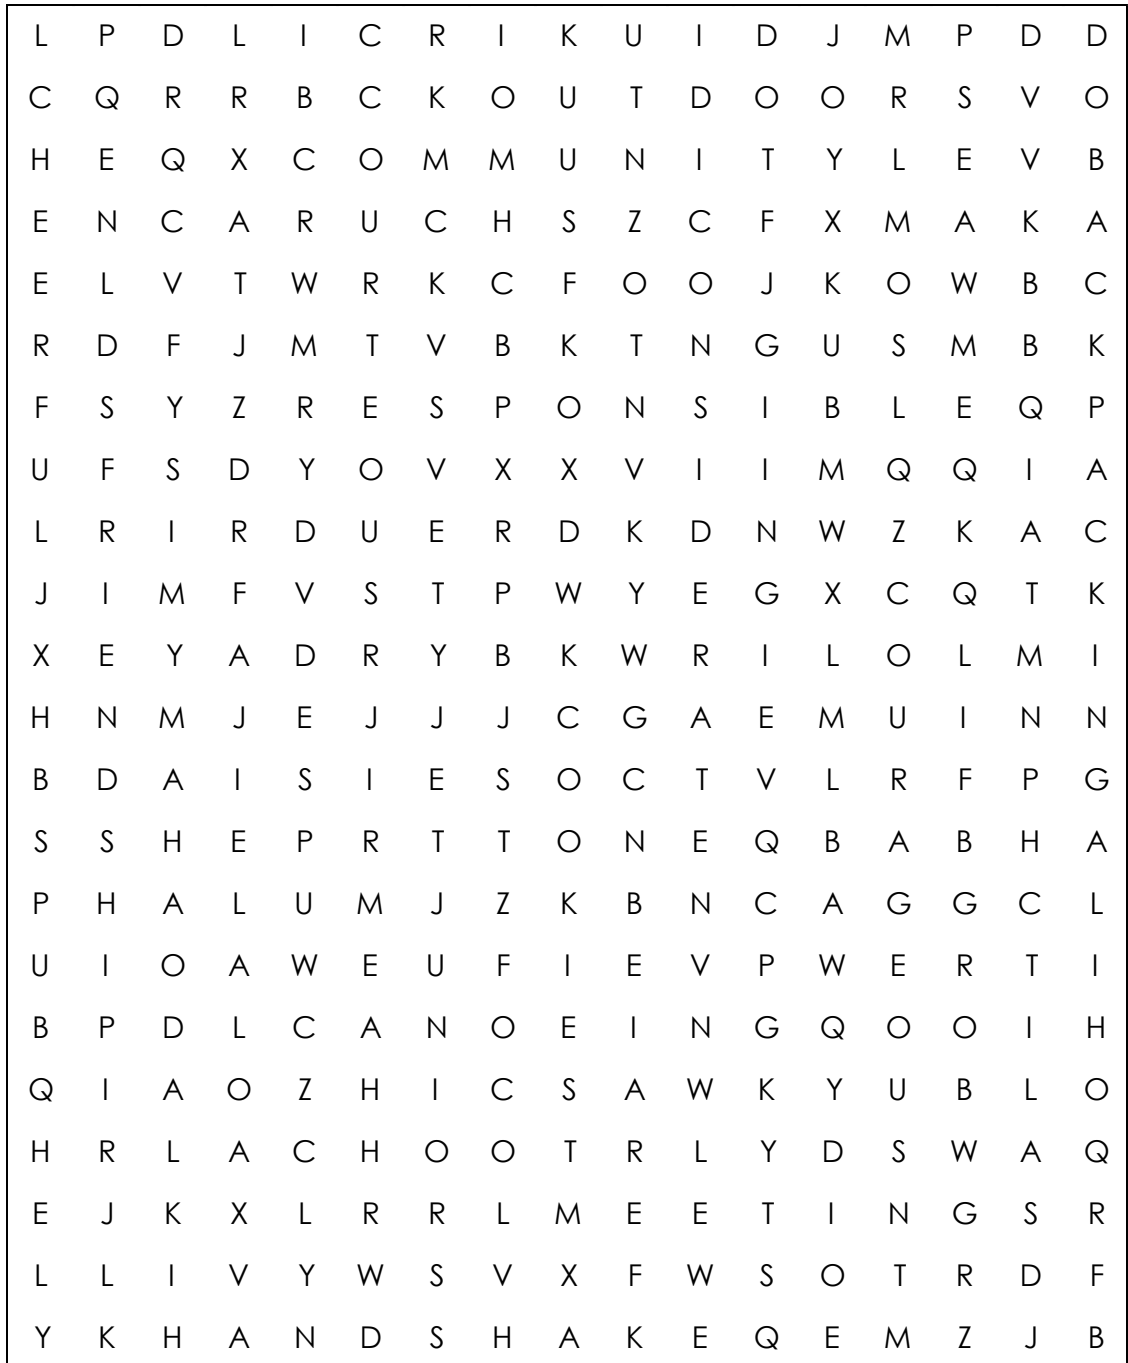 L P D L I C R I K U I D J M P D D
C Q R R B C K O U T D O O R S V O
H E Q X C O M M U N I T Y L E V B
E N C A R U C H S Z C F X M A K A
E L V T W R K C F O O J K O W B C
R D F J M T V B K T N G U S M B K
F S Y Z R E S P O N S I B L E Q P
U F S D Y O V X X V I I M Q Q I A
L R I R D U E R D K D N W Z K A C
J I M F V S T P W Y E G X C Q T K
X E Y A D R Y B K W R I L O L M I
H N M J E J J J C G A E M U I N N
B D A I S I E S O C T V L R F P G
S S H E P R T T O N E Q B A B H A
P H A L U M J Z K B N C A G G C L
U I O A W E U F I E V P W E R T I
B P D L C A N O E I N G Q O O I H
Q I A O Z H I C S A W K Y U B L O
H R L A C H O O T R L Y D S W A Q
E J K X L R R L M E E T I N G S R
L L I V Y W S V X F W S O T R D F
Y K H A N D S H A K E Q E M Z J B